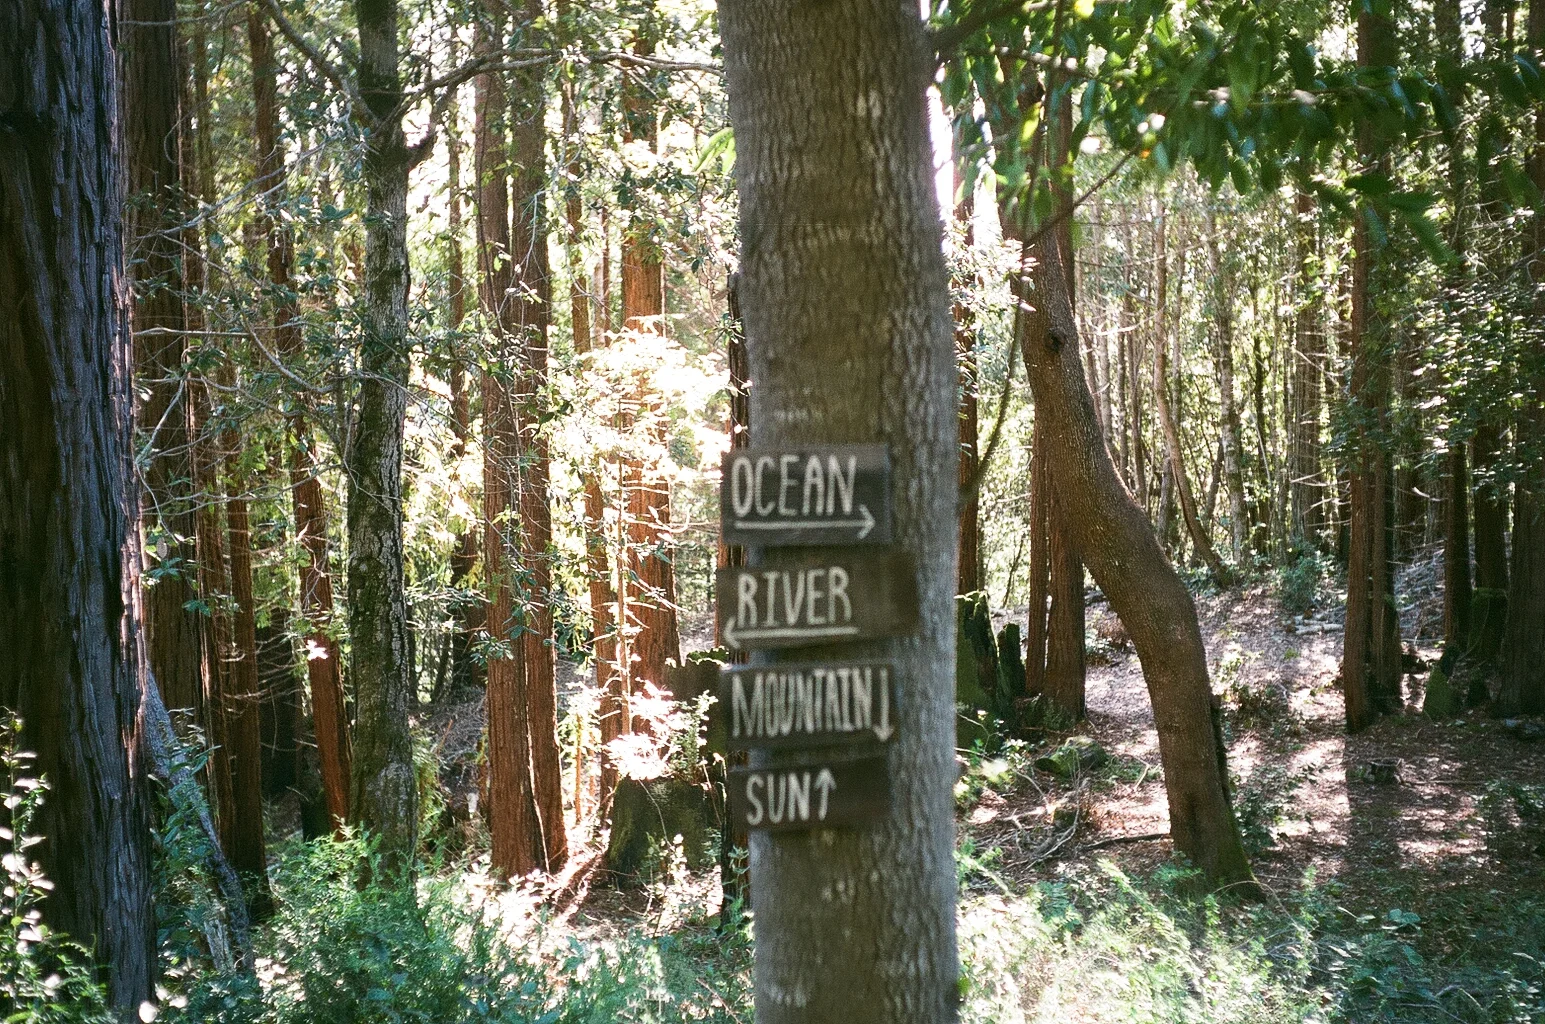 OCEAN →
RIVER ←
MOUNTAIN ↓
SUN ↑